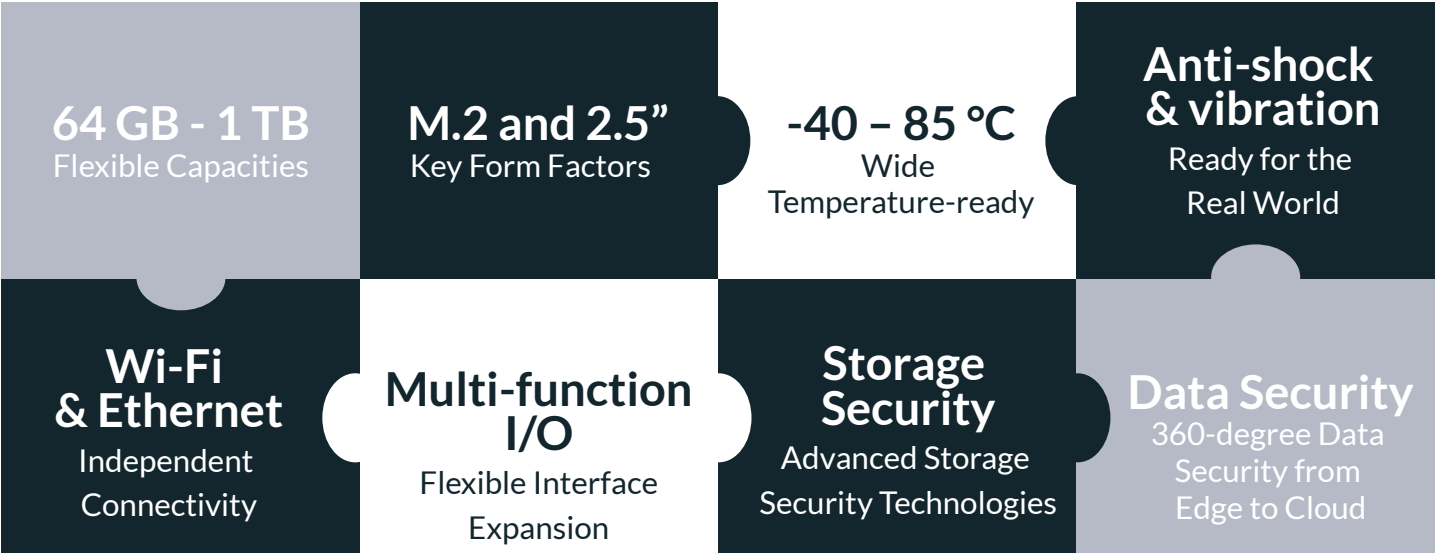 64 GB - 1 TB
Flexible Capacities
M.2 and 2.5”
Key Form Factors
-40 – 85 °C
Wide
Temperature-ready
Anti-shock
& vibration
Ready for the
Real World
Wi-Fi
& Ethernet
Independent
Connectivity
Multi-function
I/O
Flexible Interface
Expansion
Storage
Security
Advanced Storage
Security Technologies
Data Security
360-degree Data
Security from
Edge to Cloud